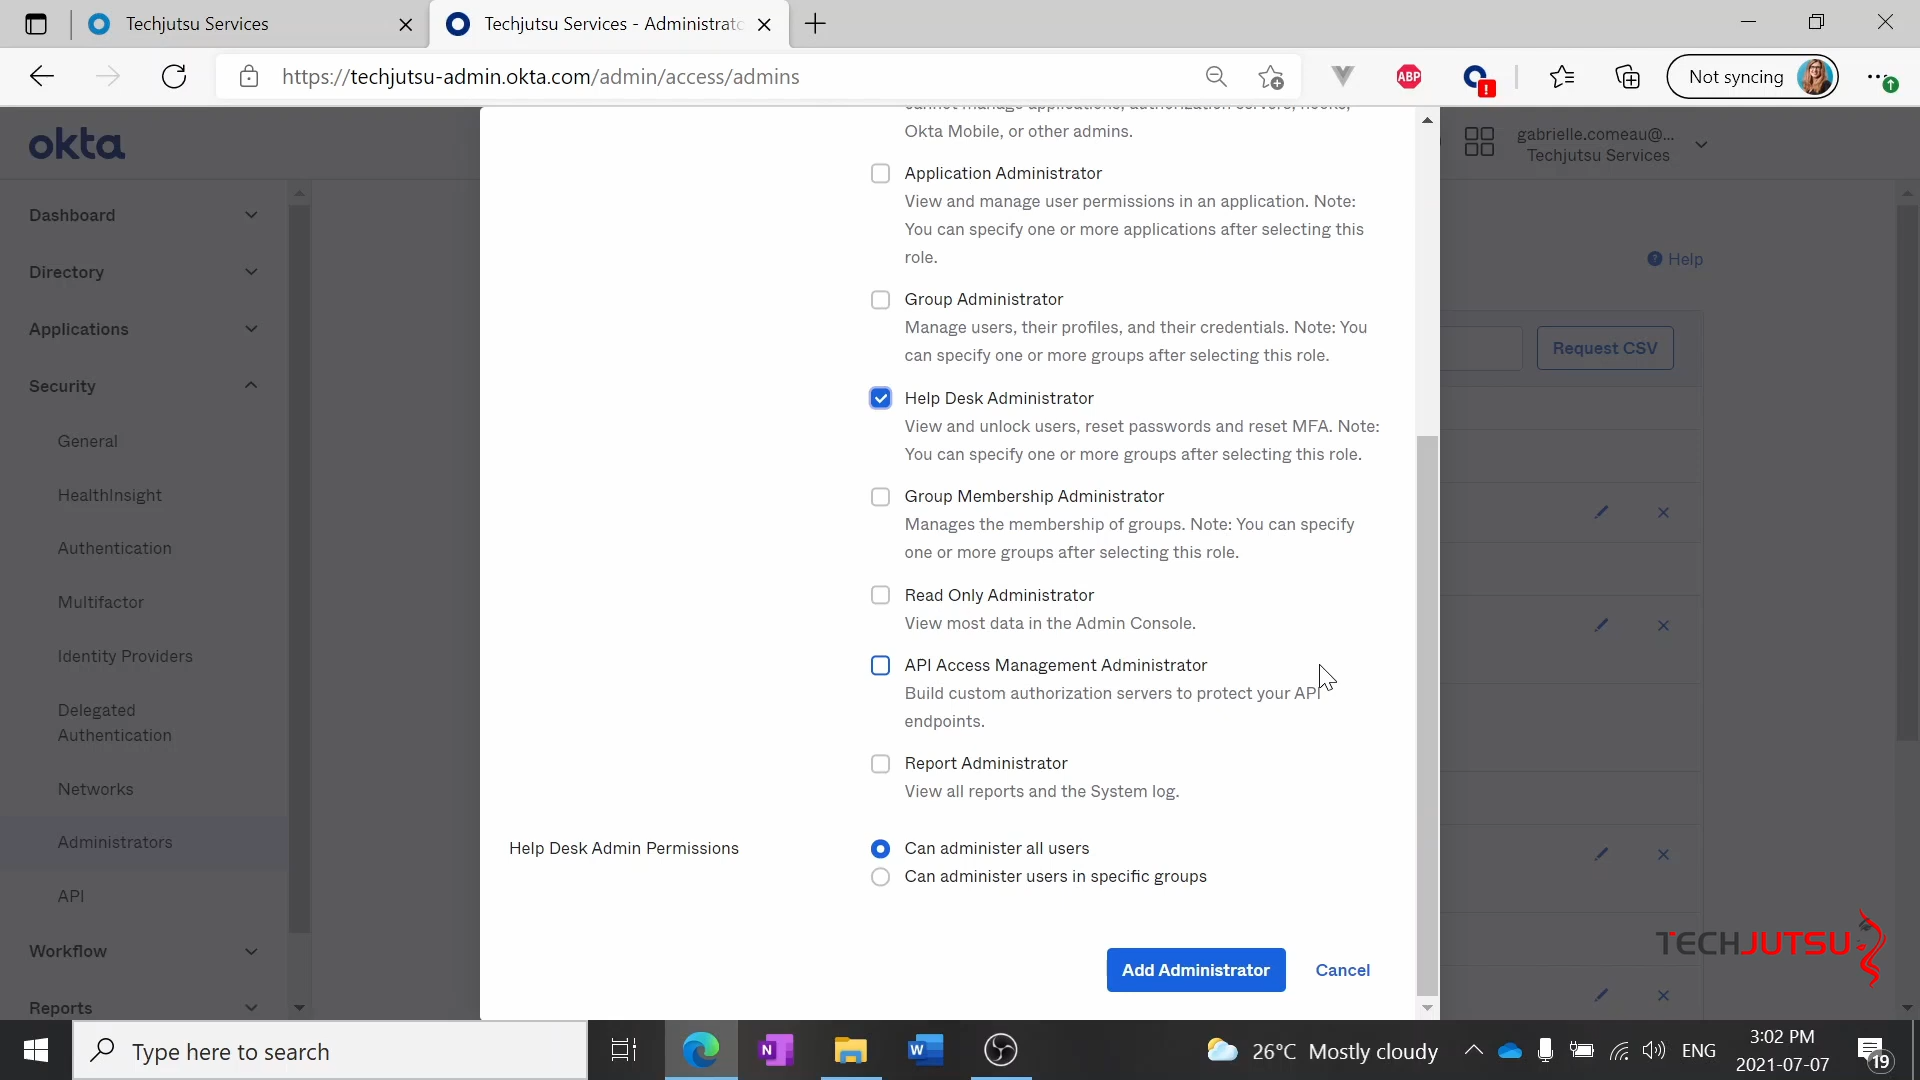 Techjutsu Services
Techjutsu Services - Administrato
https://techjutsu-admin.okta.com/admin/access/admins
ABP
!
Not syncing
okta
gabrielle.comeau@...
Techjutsu Services
Dashboard
Directory
Applications
Security
General
HealthInsight
Authentication
Multifactor
Identity Providers
Delegated
Authentication
Networks
Administrators
API
Workflow
Reports
cannot manage applications, authorization servers, hooks,
Okta Mobile, or other admins.
Application Administrator
View and manage user permissions in an application. Note:
You can specify one or more applications after selecting this
role.
Group Administrator
Manage users, their profiles, and their credentials. Note: You
can specify one or more groups after selecting this role.
Help Desk Administrator
View and unlock users, reset passwords and reset MFA. Note:
You can specify one or more groups after selecting this role.
Group Membership Administrator
Manages the membership of groups. Note: You can specify
one or more groups after selecting this role.
Read Only Administrator
View most data in the Admin Console.
API Access Management Administrator
Build custom authorization servers to protect your API
endpoints.
Report Administrator
View all reports and the System log.
Help Desk Admin Permissions
Can administer all users
Can administer users in specific groups
Add Administrator
Cancel
? Help
Request CSV
TECHJUTSU
Type here to search
N
W
26°C Mostly cloudy
ENG
3:02 PM
2021-07-07
19